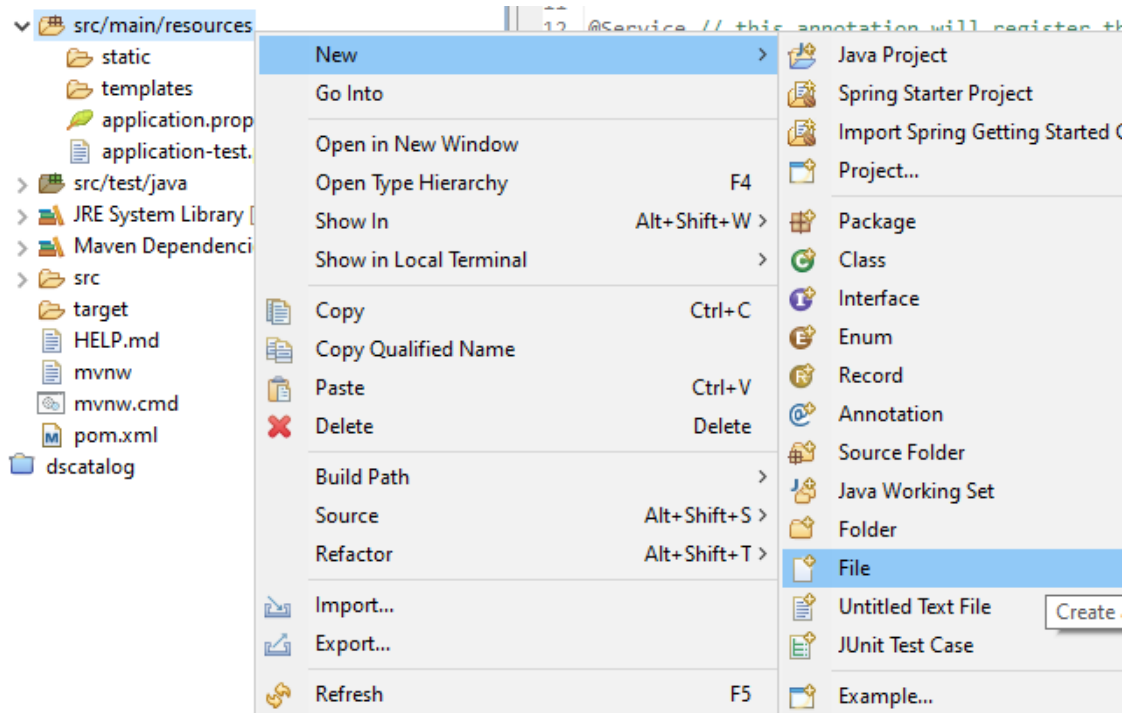 src/main/resources
static
templates
application.prop
application-test.
src/test/java
JRE System Library [
Maven Dependenci
src
target
HELP.md
mvnw
mvnw.cmd
pom.xml
dscatalog
12 @Service // this annotation will register th
New
Go Into
Open in New Window
Open Type Hierarchy F4
Show In Alt+Shift+W >
Show in Local Terminal >
Copy Ctrl+C
Copy Qualified Name
Paste Ctrl+V
Delete Delete
Build Path >
Source Alt+Shift+S >
Refactor Alt+Shift+T >
Import...
Export...
Refresh F5
Java Project
Spring Starter Project
Import Spring Getting Started
Project...
Package
Class
Interface
Enum
Record
Annotation
Source Folder
Java Working Set
Folder
File
Untitled Text File
Create
JUnit Test Case
Example...